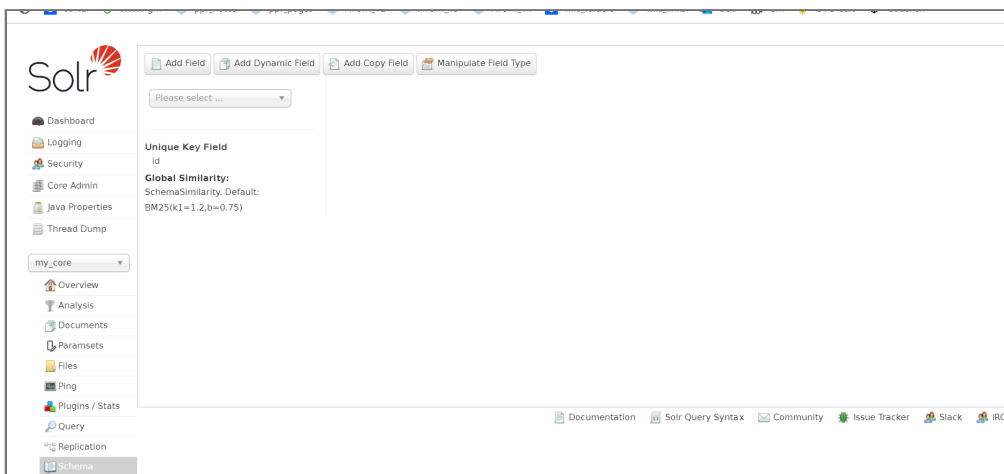 Solr
Add Field
Add Dynamic Field
Add Copy Field
Manipulate Field Type
Please select ...
Unique Key Field
id
Global Similarity:
SchemaSimilarity. Default:
BM25(k1=1.2,b=0.75)
Dashboard
Logging
Security
Core Admin
Java Properties
Thread Dump
my_core
Overview
Analysis
Documents
Paramsets
Files
Ping
Plugins / Stats
Query
Replication
Schema
Documentation
Solr Query Syntax
Community
Issue Tracker
Slack
IRC